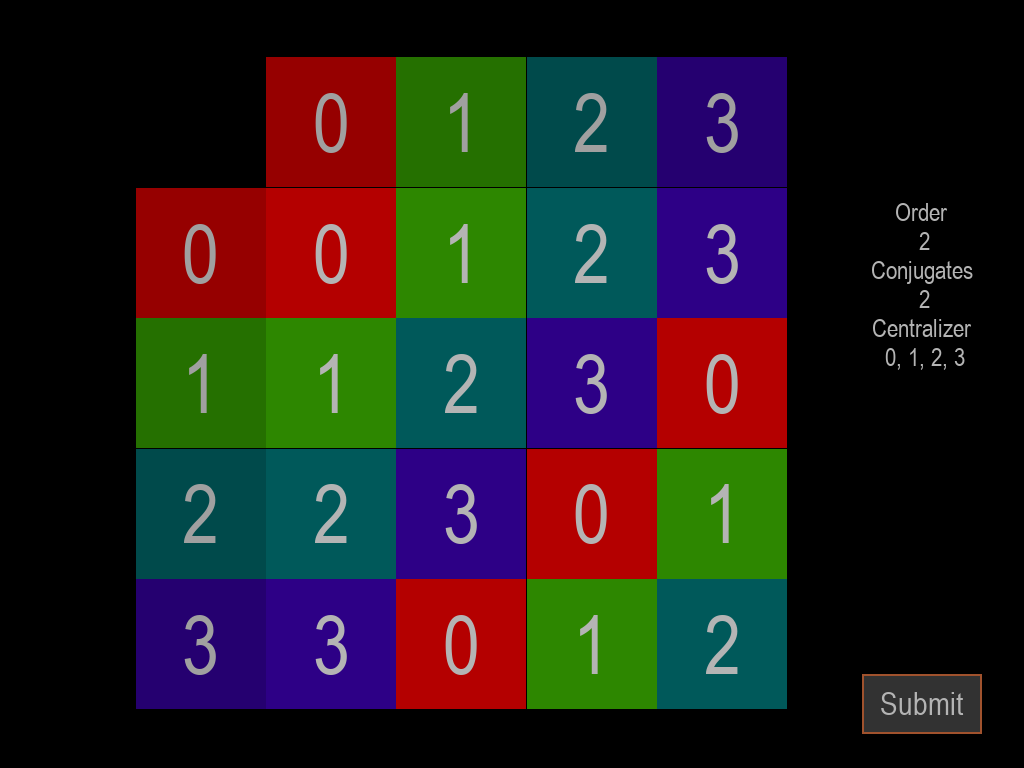 0 1 2 3
0 0 1 2 3
1 1 2 3 0
2 2 3 0 1
3 3 0 1 2
Order
2
Conjugates
2
Centralizer
0, 1, 2, 3
Submit